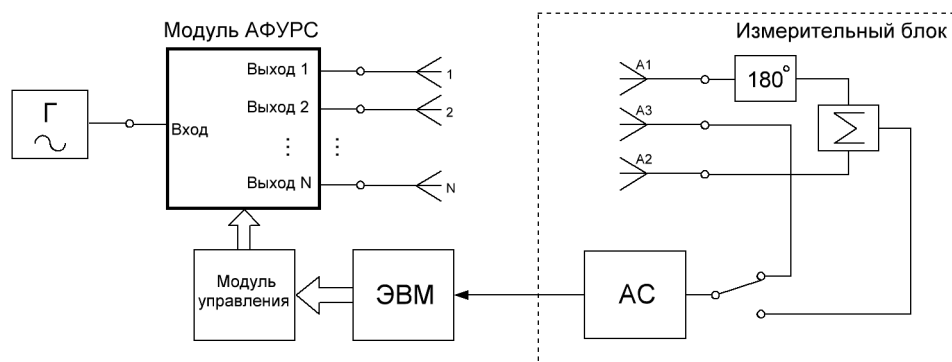 Модуль АФУРС
Измерительный блок
Г
Вход
Выход 1
Выход 2
Выход N
1
2
N
A1
A3
A2
180°
Σ
Модуль
управления
ЭВМ
АС